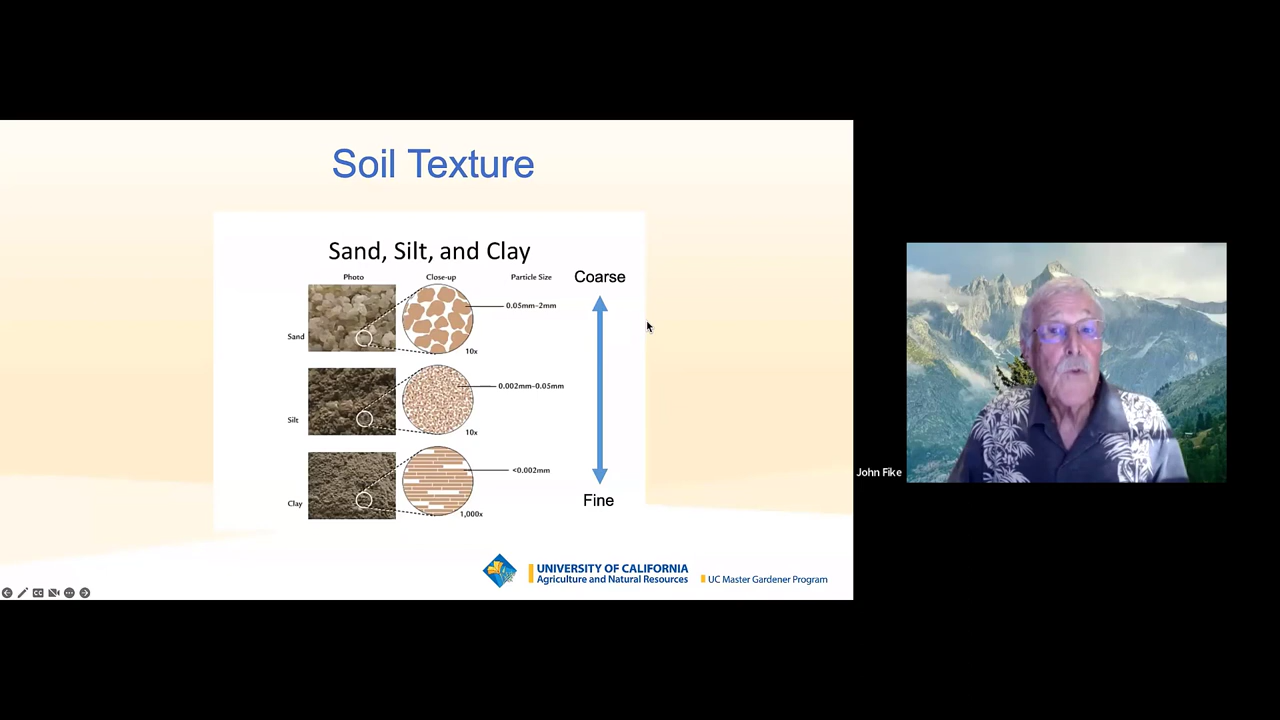 Soil Texture
Sand, Silt, and Clay
Photo
Close-up
Particle Size
Coarse
Sand
0.05mm-2mm
10x
Silt
0.002mm-0.05mm
10x
Clay
<0.002mm
1,000x
Fine
UNIVERSITY OF CALIFORNIA
Agriculture and Natural Resources
UC Master Gardener Program
CC
John Fike